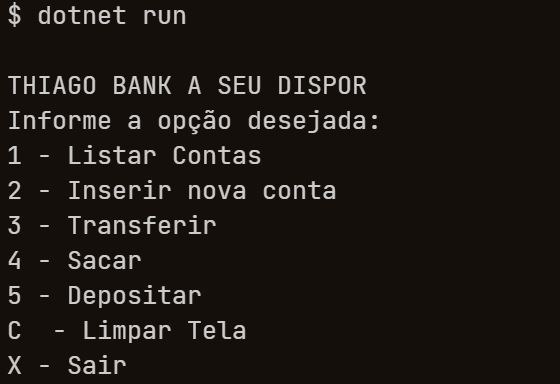 $ dotnet run
THIAGO BANK A SEU DISPOR
Informe a opção desejada:
1 - Listar Contas
2 - Inserir nova conta
3 - Transferir
4 - Sacar
5 - Depositar
C  - Limpar Tela
X - Sair